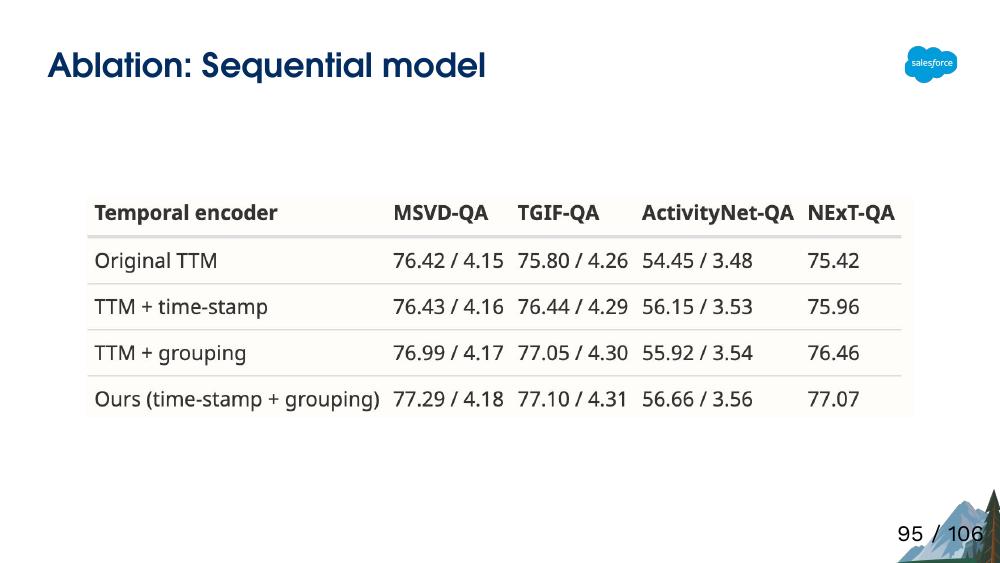 Ablation: Sequential model
salesforce
Temporal encoder MSVD-QA TGIF-QA ActivityNet-QA NExT-QA
Original TTM 76.42 / 4.15 75.80 / 4.26 54.45 / 3.48 75.42
TTM + time-stamp 76.43 / 4.16 76.44 / 4.29 56.15 / 3.53 75.96
TTM + grouping 76.99 / 4.17 77.05 / 4.30 55.92 / 3.54 76.46
Ours (time-stamp + grouping) 77.29 / 4.18 77.10 / 4.31 56.66 / 3.56 77.07
95 / 106